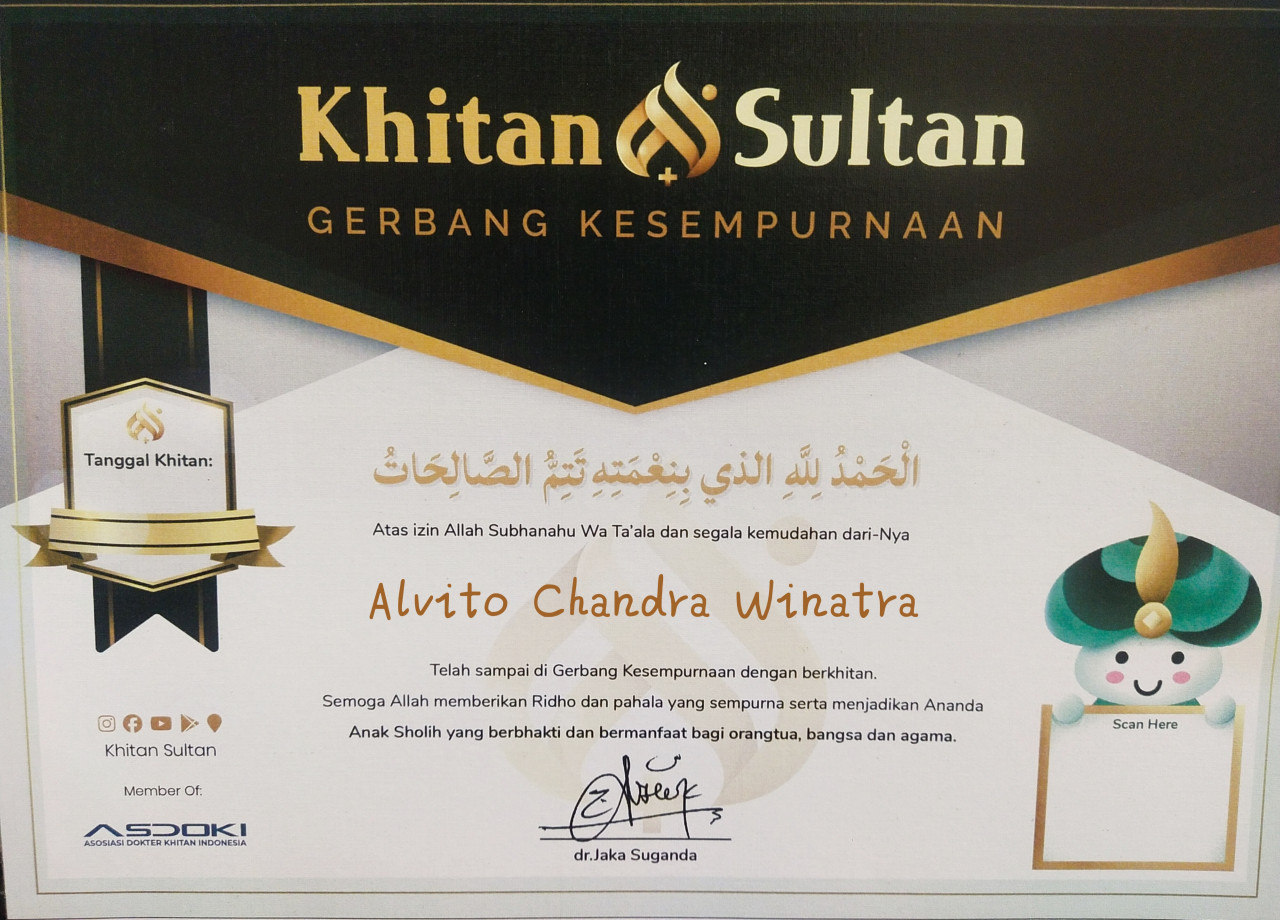 Khitan Sultan
GERBANG KESEMPURNAAN
Tanggal Khitan:
الْحَمْدُ لِلَّهِ الذي بِنِعْمَتِهِ تَتِمُّ الصَّالِحَاتُ
Atas izin Allah Subhanahu Wa Ta'ala dan segala kemudahan dari-Nya
Alvito Chandra Winatra
Telah sampai di Gerbang Kesempurnaan dengan berkhitan.
Semoga Allah memberikan Ridho dan pahala yang sempurna serta menjadikan Ananda
Anak Sholih yang berbhakti dan bermanfaat bagi orangtua, bangsa dan agama.
Khitan Sultan
Member Of:
ASDOKI
ASOSIASI DOKTER KHITAN INDONESIA
dr.Jaka Suganda
Scan Here